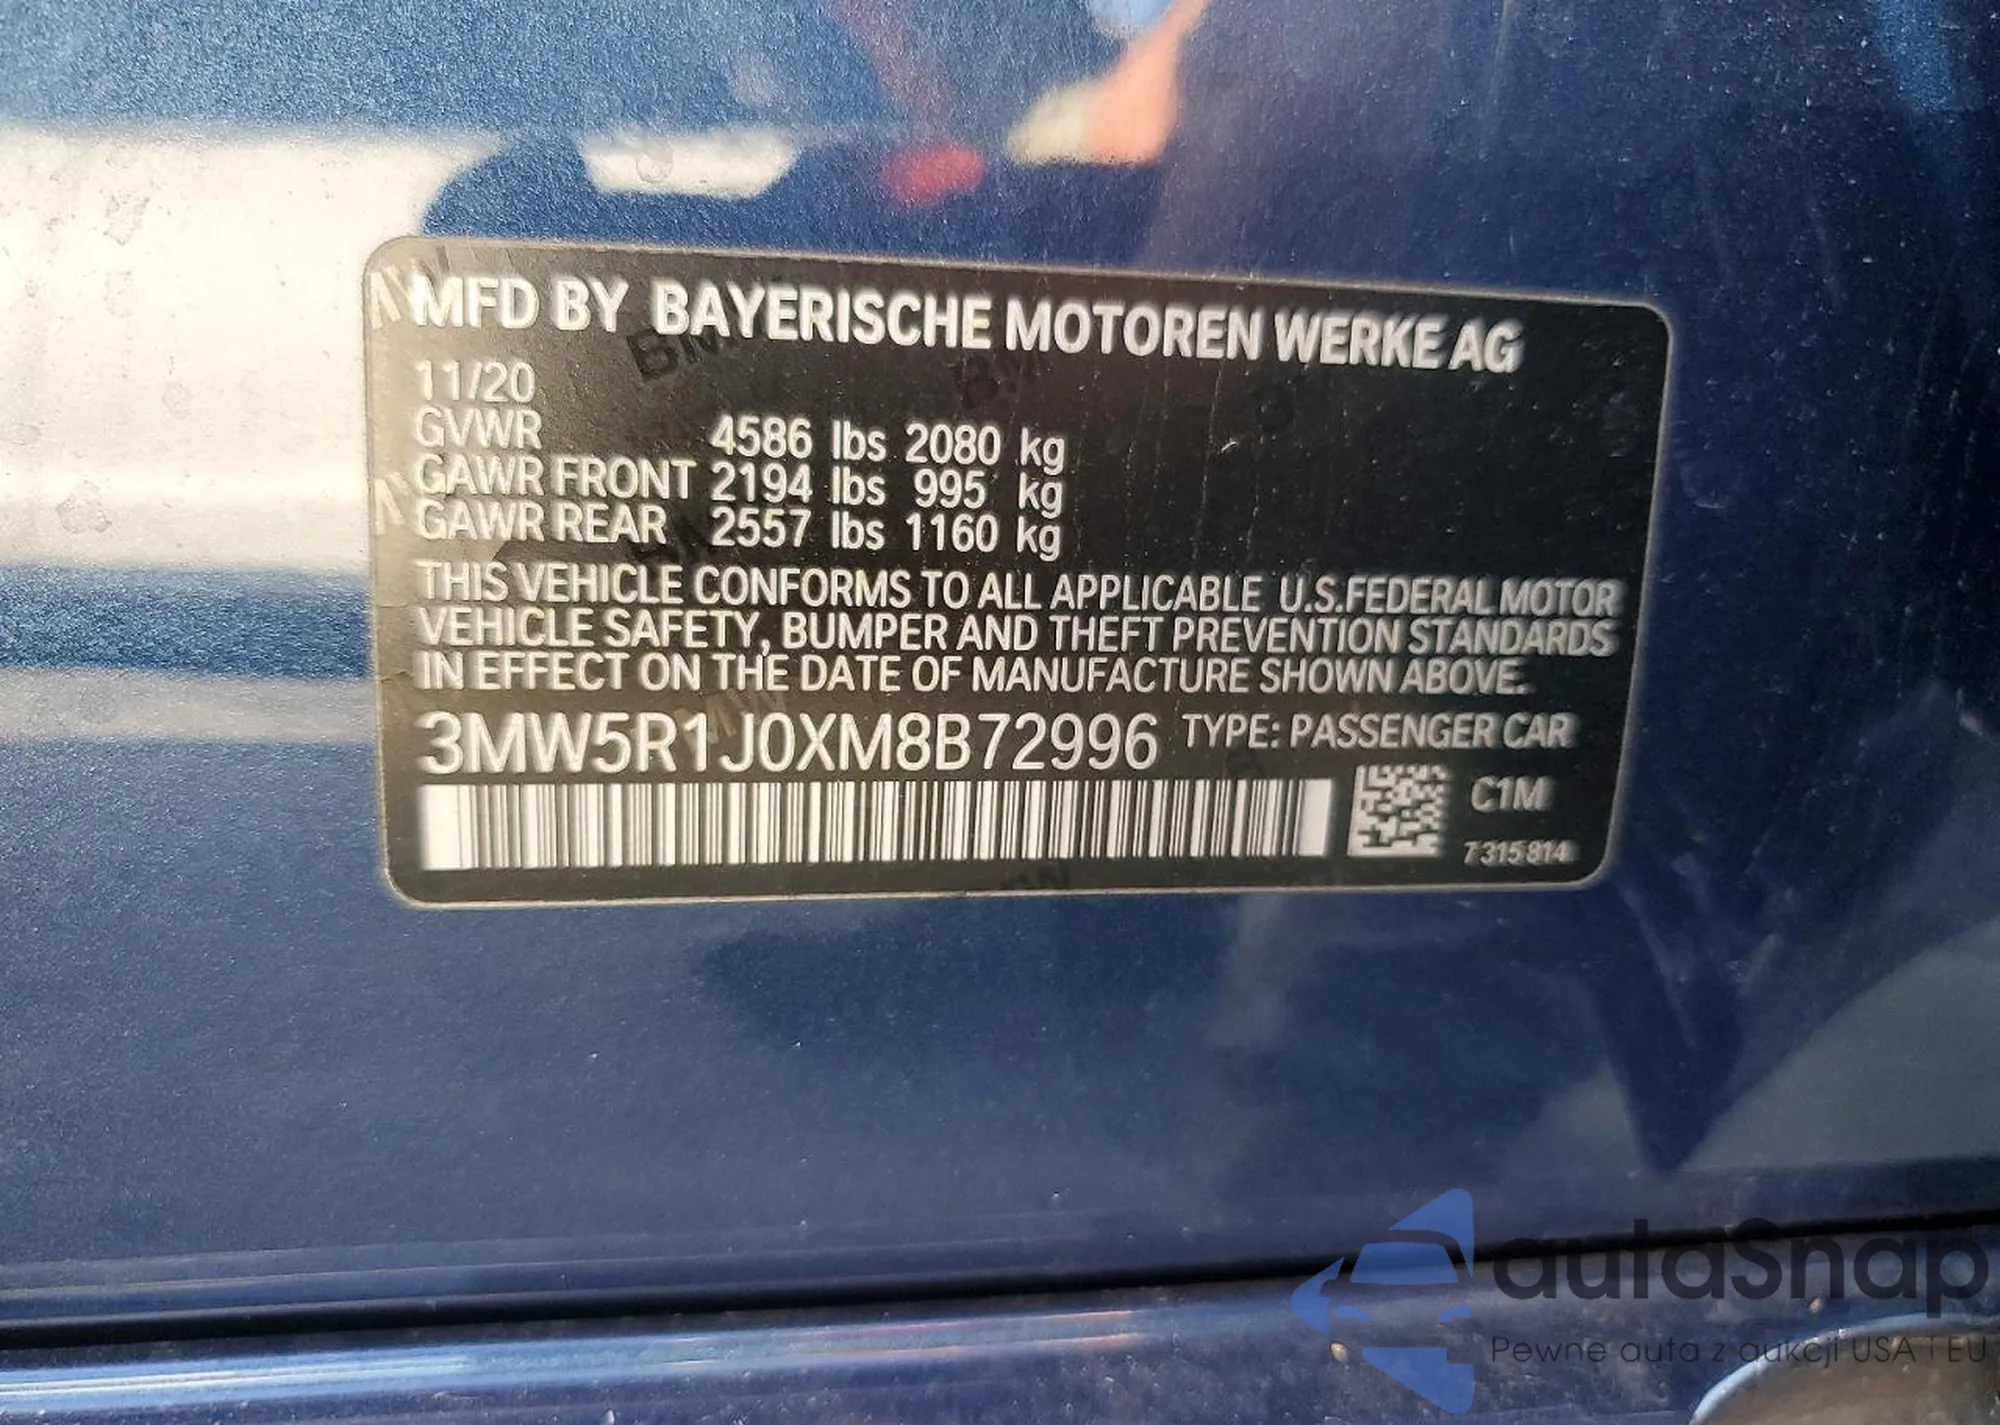 MFD BY BAYERISCHE MOTOREN WERKE AG
11/20
GVWR 4586 lbs 2080 kg
GAWR FRONT 2194 lbs 995 kg
GAWR REAR 2557 lbs 1160 kg
THIS VEHICLE CONFORMS TO ALL APPLICABLE U.S.FEDERAL MOTOR
VEHICLE SAFETY, BUMPER AND THEFT PREVENTION STANDARDS
IN EFFECT ON THE DATE OF MANUFACTURE SHOWN ABOVE.
3MW5R1J0XM8B72996 TYPE: PASSENGER CAR
C1M
7315814
autaSnap
Pewne auta z aukcji USA i EU